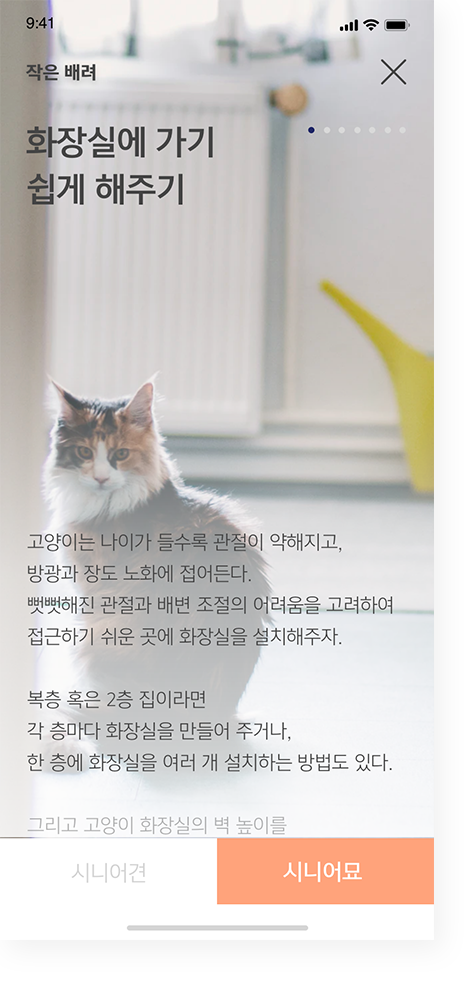 9:41
작은 배려
화장실에 가기
쉽게 해주기
고양이는 나이가 들수록 관절이 약해지고,
방광과 장도 노화에 접어든다.
뻣뻣해진 관절과 배변 조절의 어려움을 고려하여
접근하기 쉬운 곳에 화장실을 설치해주자.
복층 혹은 2층 집이라면
각 층마다 화장실을 만들어 주거나,
한 층에 화장실을 여러 개 설치하는 방법도 있다.
그리고 고양이 화장실의 벽 높이를
시니어견
시니어묘